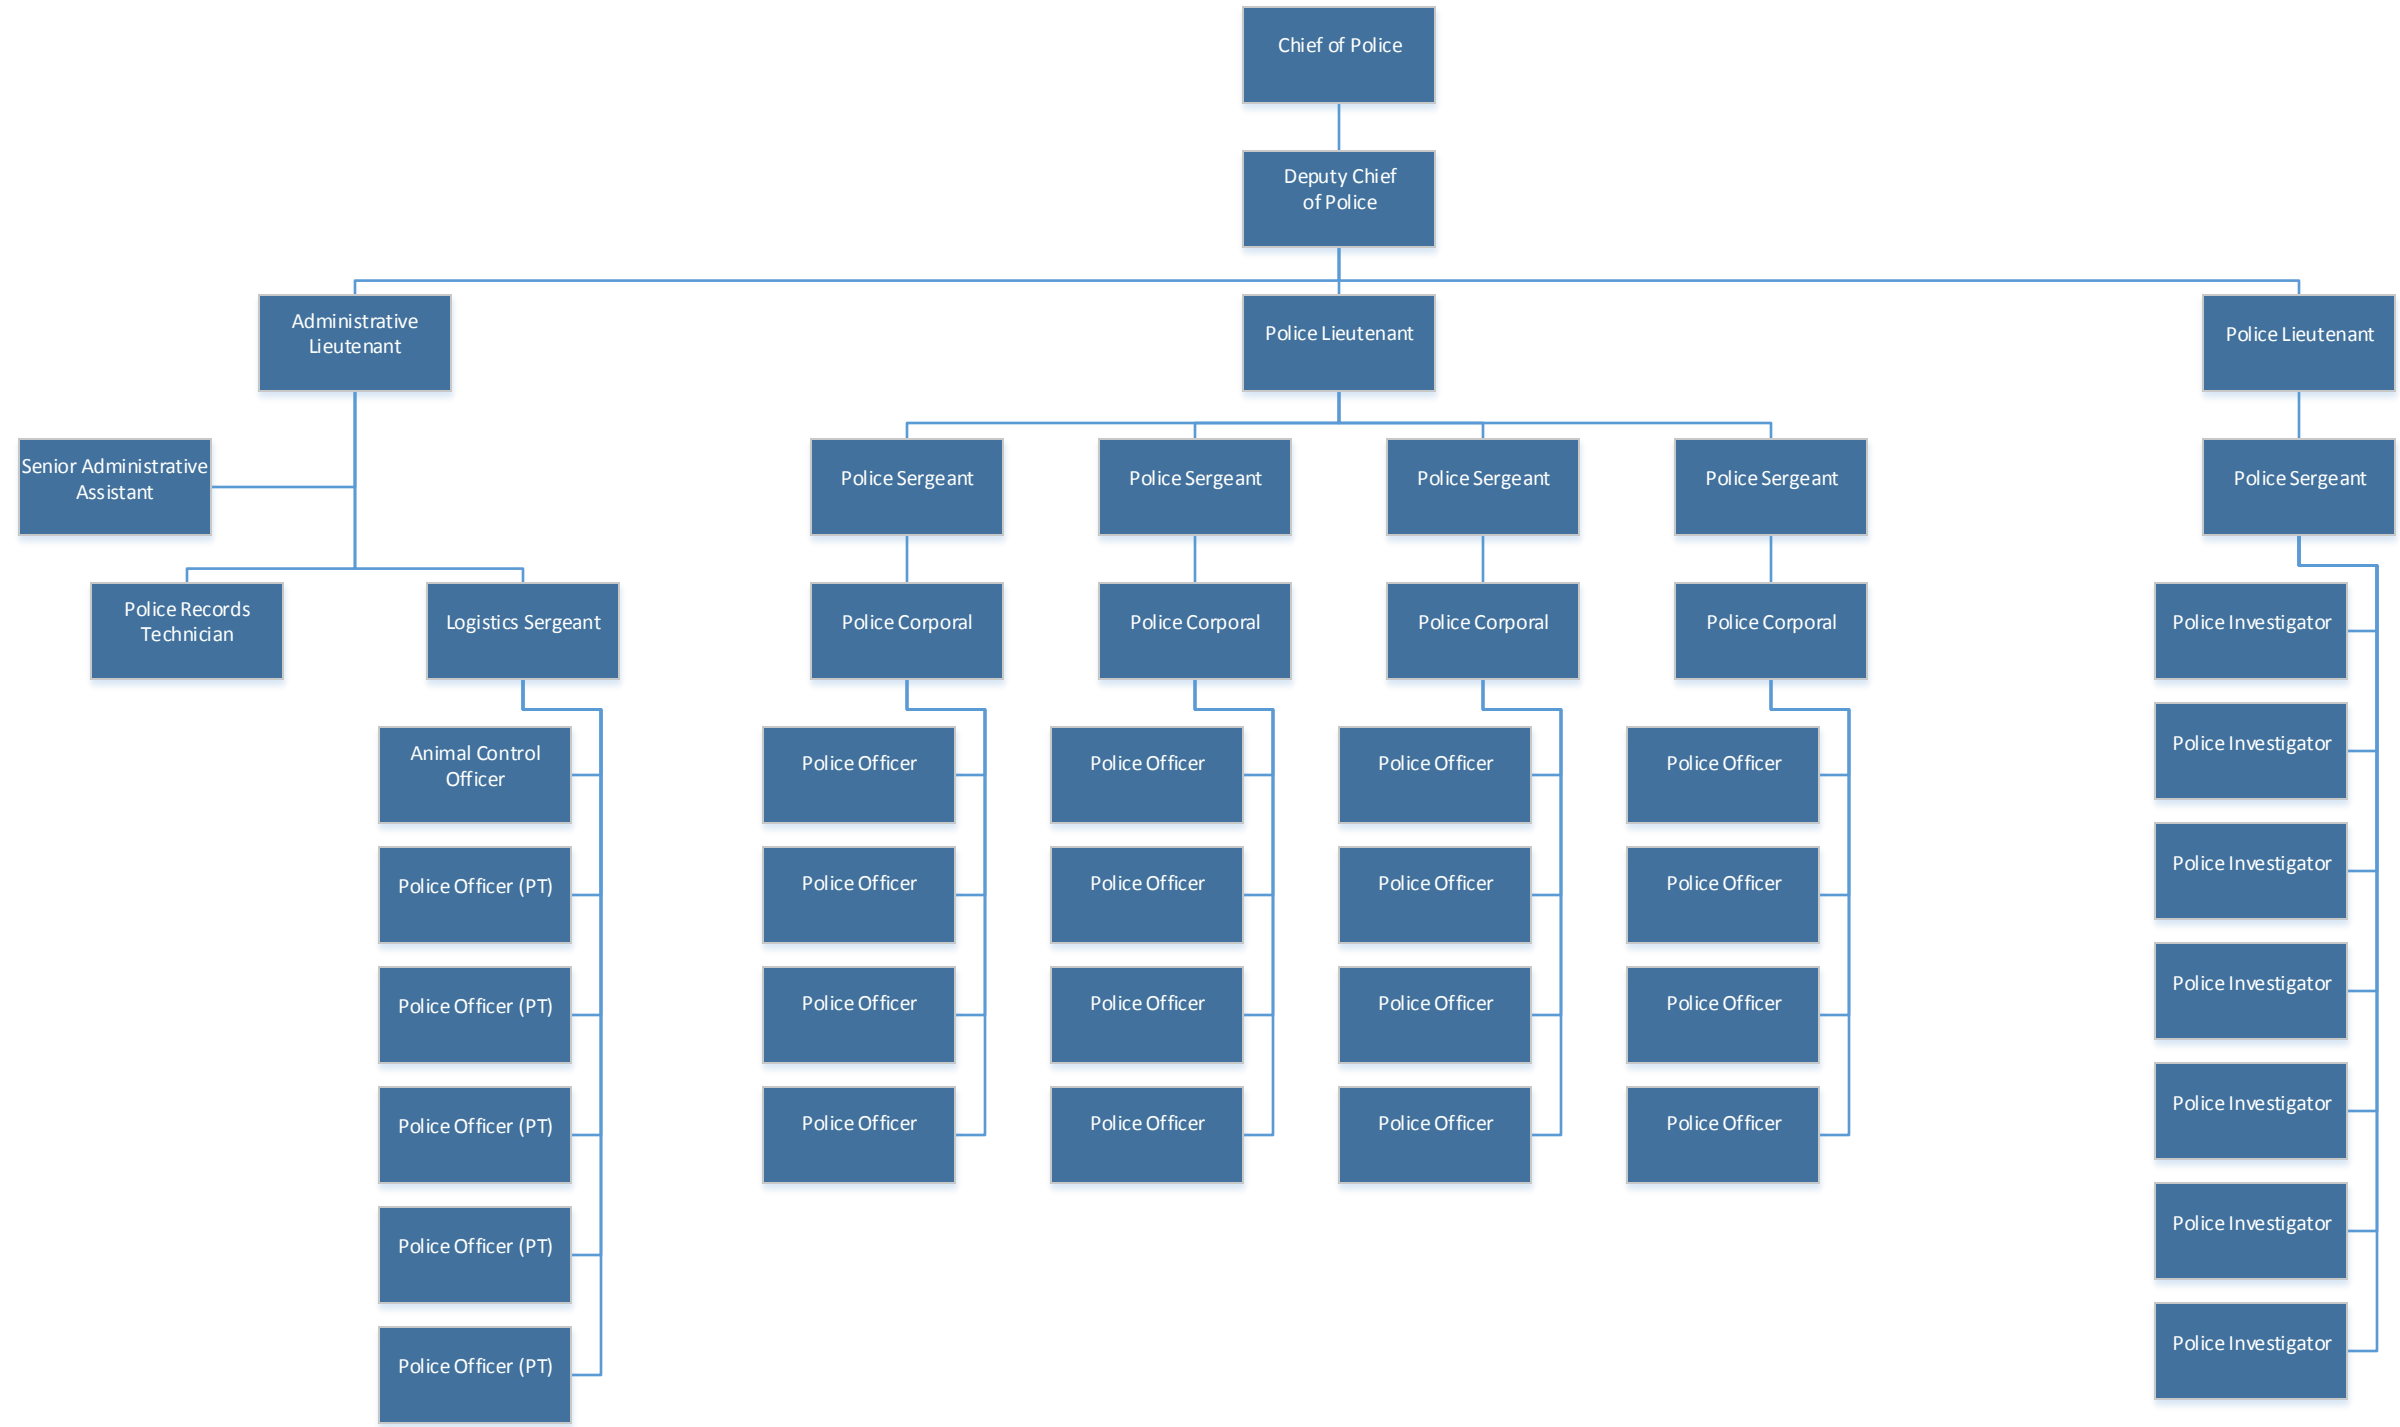 Chief of Police
Deputy Chief
of Police
Administrative
Lieutenant
Police Lieutenant
Police Lieutenant
Senior Administrative
Assistant
Police Sergeant
Police Sergeant
Police Sergeant
Police Sergeant
Police Sergeant
Police Records
Technician
Logistics Sergeant
Police Corporal
Police Corporal
Police Corporal
Police Corporal
Police Investigator
Animal Control
Officer
Police Officer
Police Officer
Police Officer
Police Officer
Police Investigator
Police Officer (PT)
Police Officer
Police Officer
Police Officer
Police Officer
Police Investigator
Police Officer (PT)
Police Officer
Police Officer
Police Officer
Police Officer
Police Investigator
Police Officer (PT)
Police Officer
Police Officer
Police Officer
Police Officer
Police Investigator
Police Officer (PT)
Police Investigator
Police Officer (PT)
Police Investigator